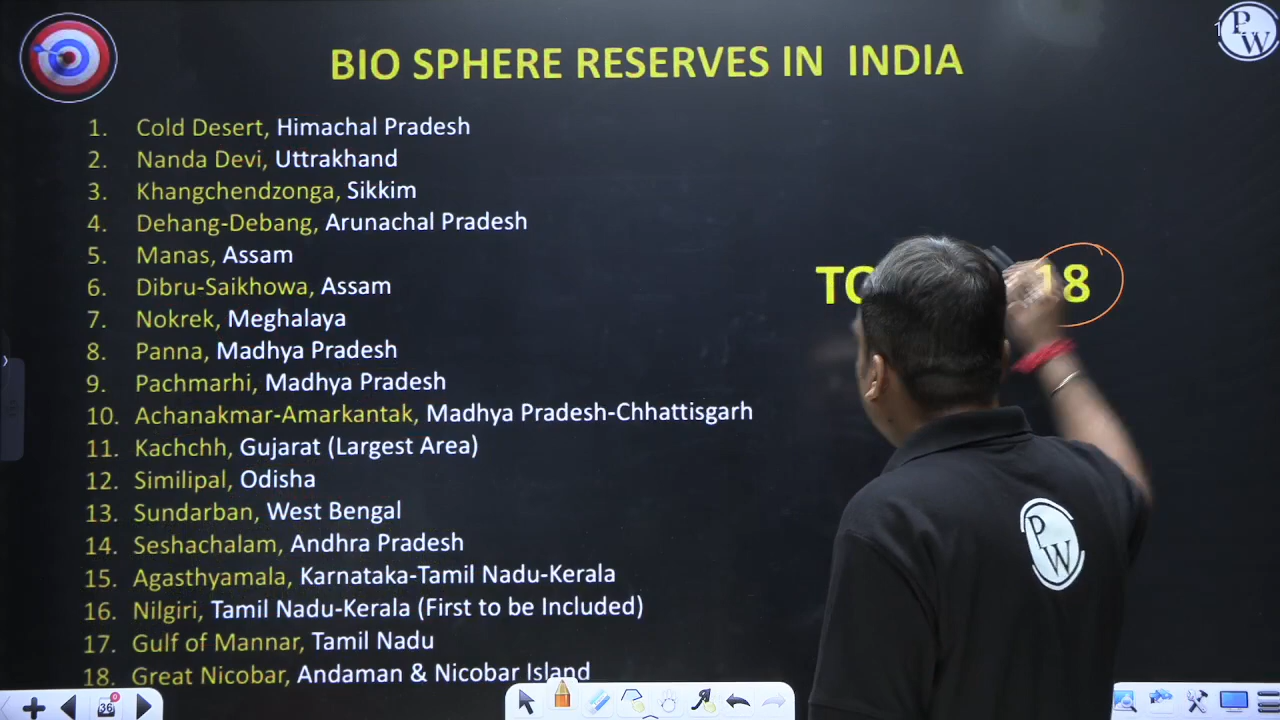 BIO SPHERE RESERVES IN INDIA
PW
1. Cold Desert, Himachal Pradesh
2. Nanda Devi, Uttrakhand
3. Khangchendzonga, Sikkim
4. Dehang-Debang, Arunachal Pradesh
5. Manas, Assam
6. Dibru-Saikhowa, Assam
7. Nokrek, Meghalaya
8. Panna, Madhya Pradesh
9. Pachmarhi, Madhya Pradesh
10. Achanakmar-Amarkantak, Madhya Pradesh-Chhattisgarh
11. Kachchh, Gujarat (Largest Area)
12. Similipal, Odisha
13. Sundarban, West Bengal
14. Seshachalam, Andhra Pradesh
15. Agasthyamala, Karnataka-Tamil Nadu-Kerala
16. Nilgiri, Tamil Nadu-Kerala (First to be Included)
17. Gulf of Mannar, Tamil Nadu
18. Great Nicobar, Andaman & Nicobar Island
18
PW
36
0